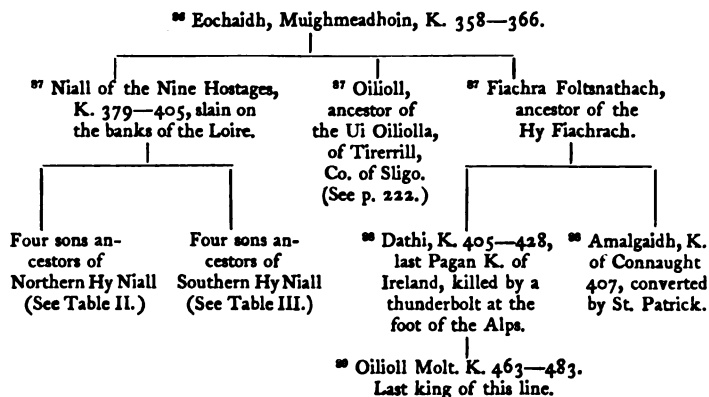 ⁸⁶ Eochaidh, Muighmeadhoin, K. 358—366.
⁸⁷ Niall of the Nine Hostages,
K. 379—405, slain on
the banks of the Loire.
⁸⁷ Oilioll,
ancestor of
the Ui Oiliolla,
of Tirerrill,
Co. of Sligo.
(See p. 222.)
⁸⁷ Fiachra Foltsnathach,
ancestor of the
Hy Fiachrach.
Four sons an-
cestors of
Northern Hy Niall
(See Table II.)
Four sons an-
cestors of
Southern Hy Niall
(See Table III.)
⁸⁸ Dathi, K. 405—428,
last Pagan K. of
Ireland, killed by a
thunderbolt at the
foot of the Alps.
⁸⁸ Amalgaidh, K.
of Connaught
407, converted
by St. Patrick.
⁸⁹ Oilioll Molt. K. 463—483.
Last king of this line.